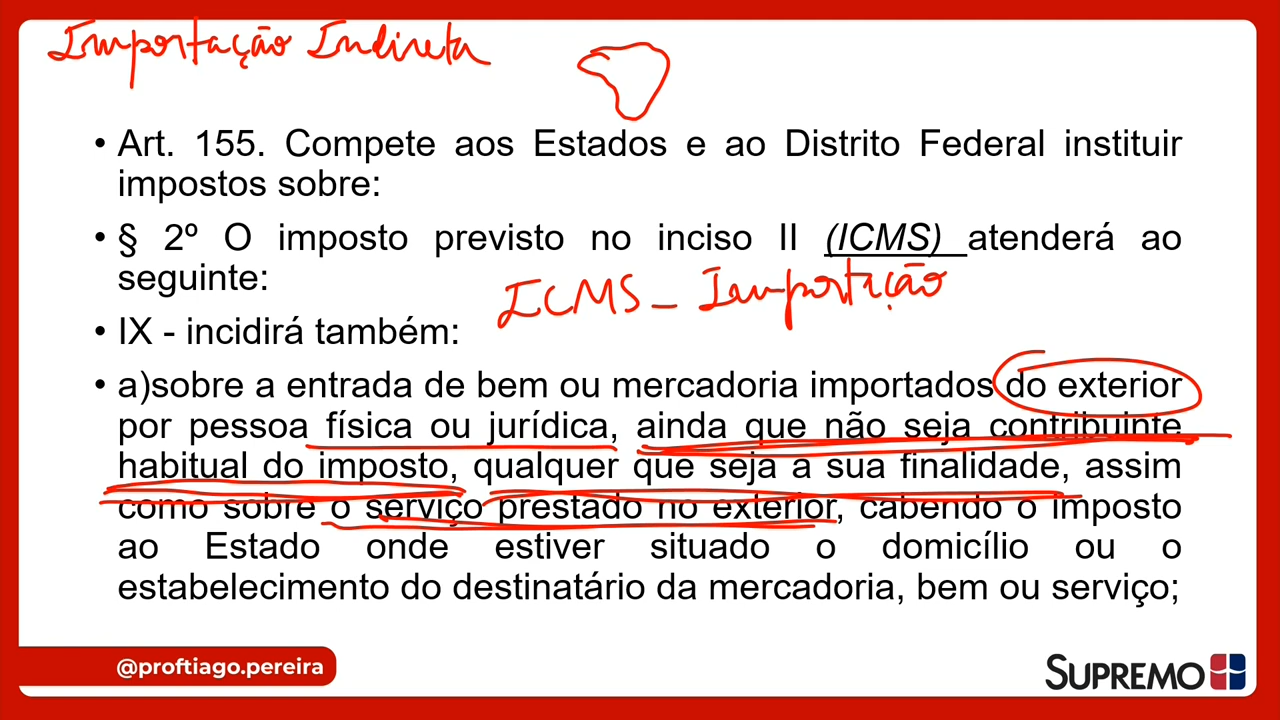 Importação Indireta
• Art. 155. Compete aos Estados e ao Distrito Federal instituir
impostos sobre:
• § 2º O imposto previsto no inciso II (ICMS) atenderá ao
seguinte:
ICMS - Importação
• IX - incidirá também:
• a)sobre a entrada de bem ou mercadoria importados do exterior
por pessoa física ou jurídica, ainda que não seja contribuinte
habitual do imposto, qualquer que seja a sua finalidade, assim
como sobre o serviço prestado no exterior, cabendo o imposto
ao Estado onde estiver situado o domicílio ou o
estabelecimento do destinatário da mercadoria, bem ou serviço;
@proftiago.pereira
SUPREMO